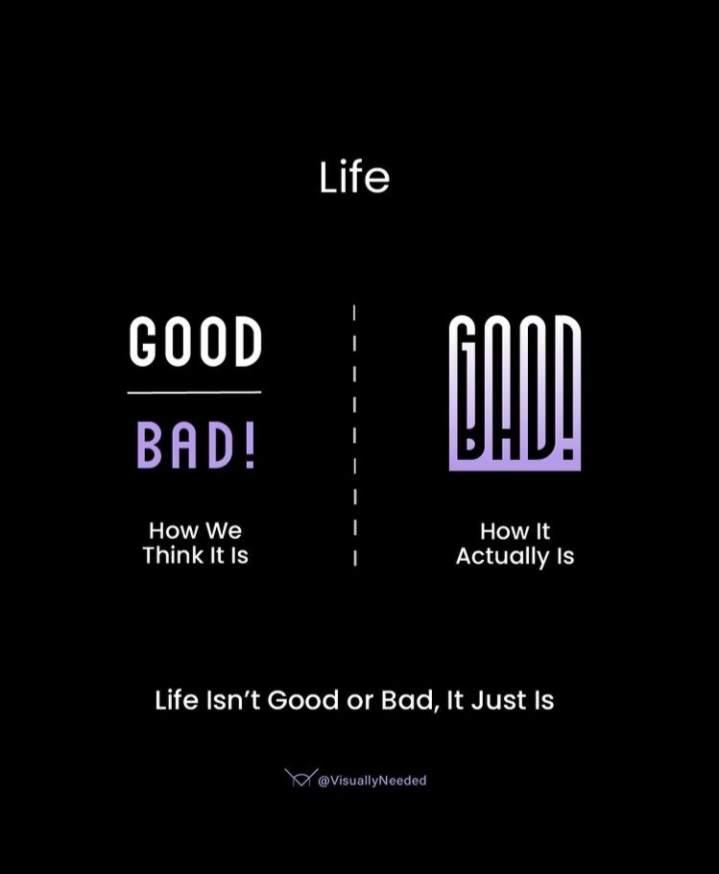 Life
GOOD
BAD!
How We
Think It Is
GOOD
BAD!
How It
Actually Is
Life Isn’t Good or Bad, It Just Is
@VisuallyNeeded